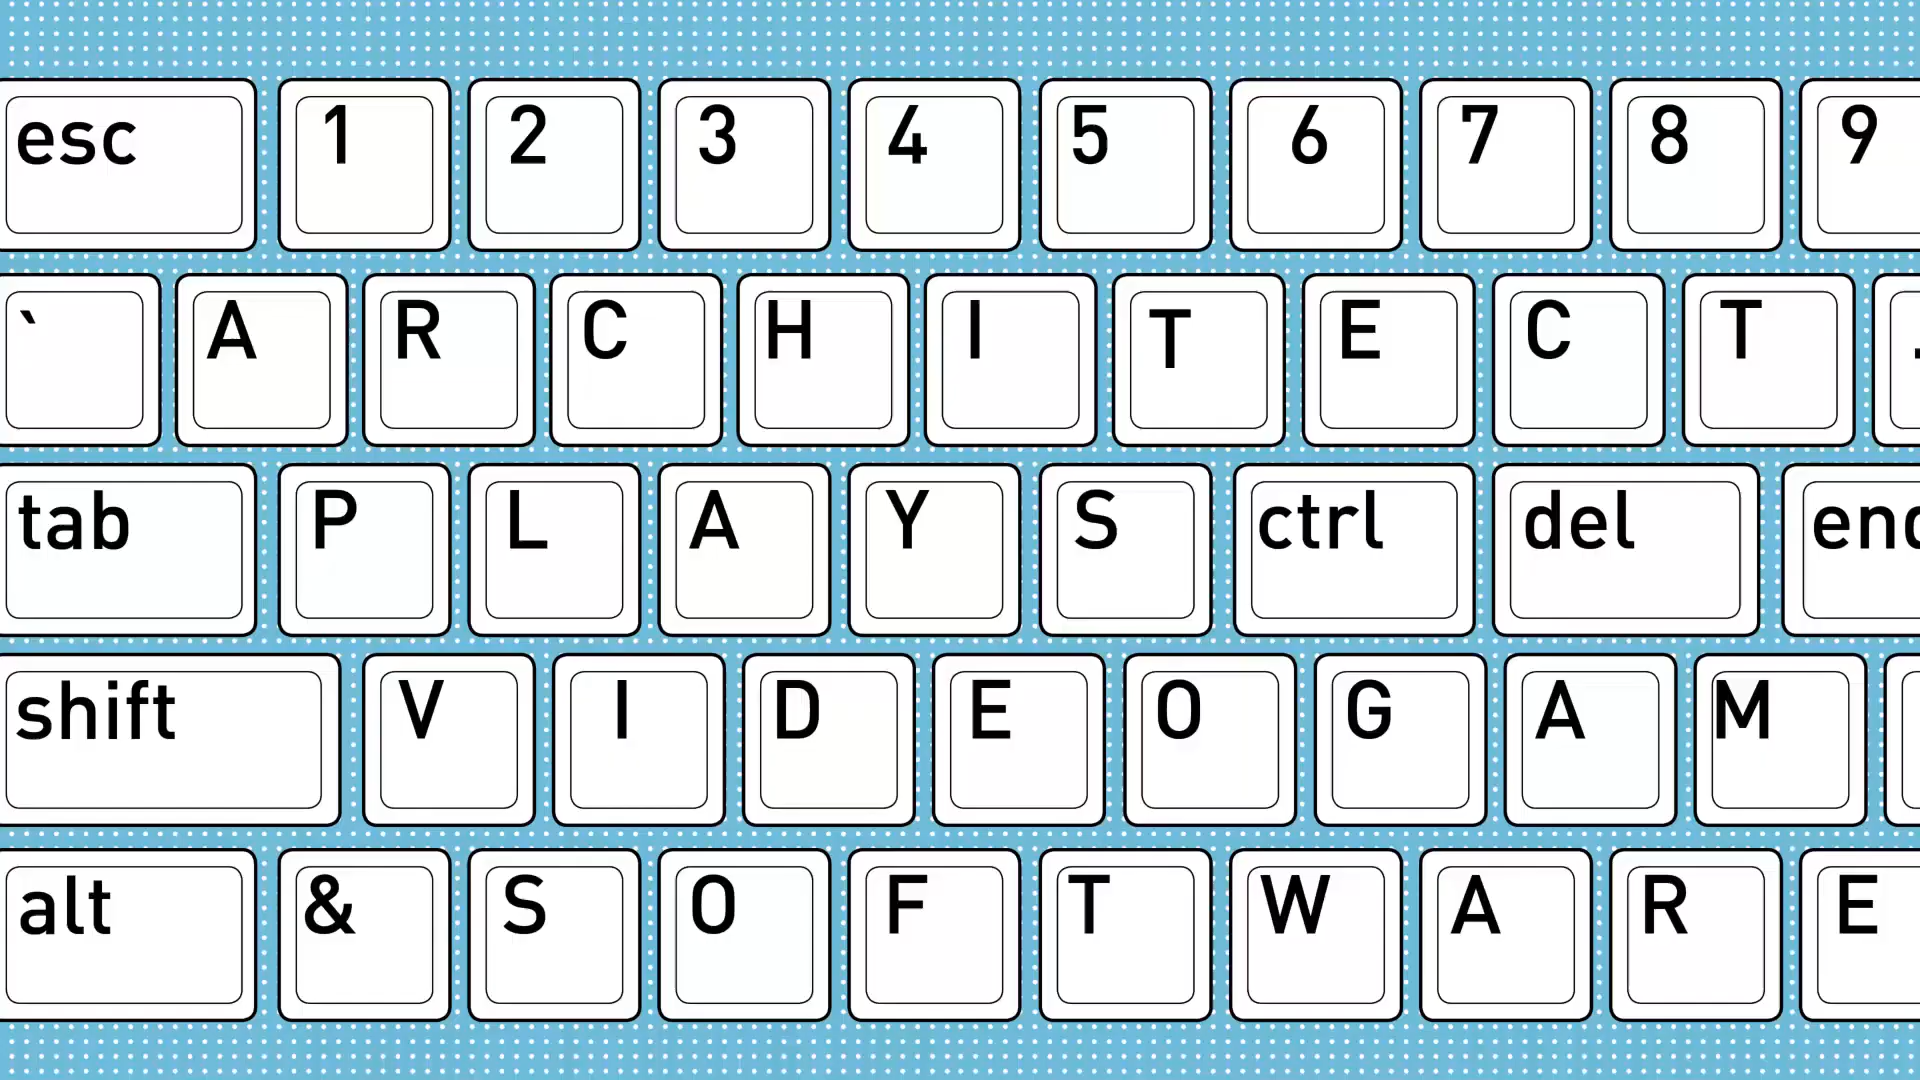 esc 1 2 3 4 5 6 7 8 9
` A R C H I T E C T
tab P L A Y S ctrl del
shift V I D E O G A M
alt & S O F T W A R E